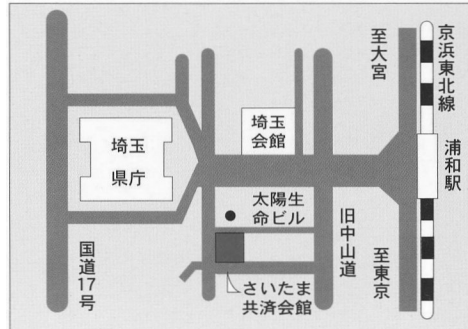 京浜東北線
至大宮
浦和駅
至東京
旧中山道
埼玉
会館
埼玉
県庁
太陽生
命ビル
国道17号
さいたま
共済会館